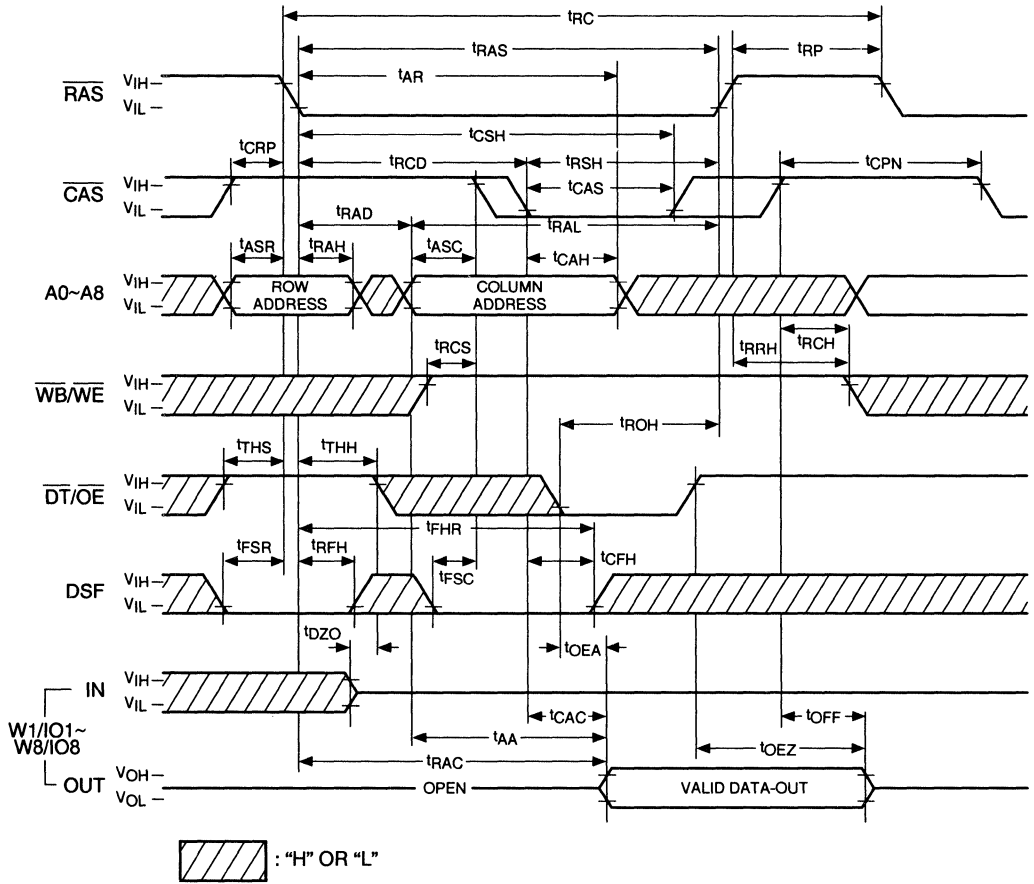 tRC
tRAS
tRP
tAR
RAS
VIH
VIL
tCSH
tCRP
tRCD
tRSH
tCPN
CAS
VIH
VIL
tCAS
tRAD
tRAL
tASR
tRAH
tASC
tCAH
A0~A8
VIH
VIL
ROW ADDRESS
COLUMN ADDRESS
tRCS
tRRH
tRCH
WB/WE
VIH
VIL
tROH
tTHS
tTHH
DT/OE
VIH
VIL
tFHR
tFSR
tRFH
tFSC
tCFH
DSF
VIH
VIL
tDZO
tOEA
IN
VIH
VIL
W1/IO1~
W8/IO8
tCAC
tOFF
tAA
tOEZ
tRAC
OUT
VOH
VOL
OPEN
VALID DATA-OUT
: “H” OR “L”